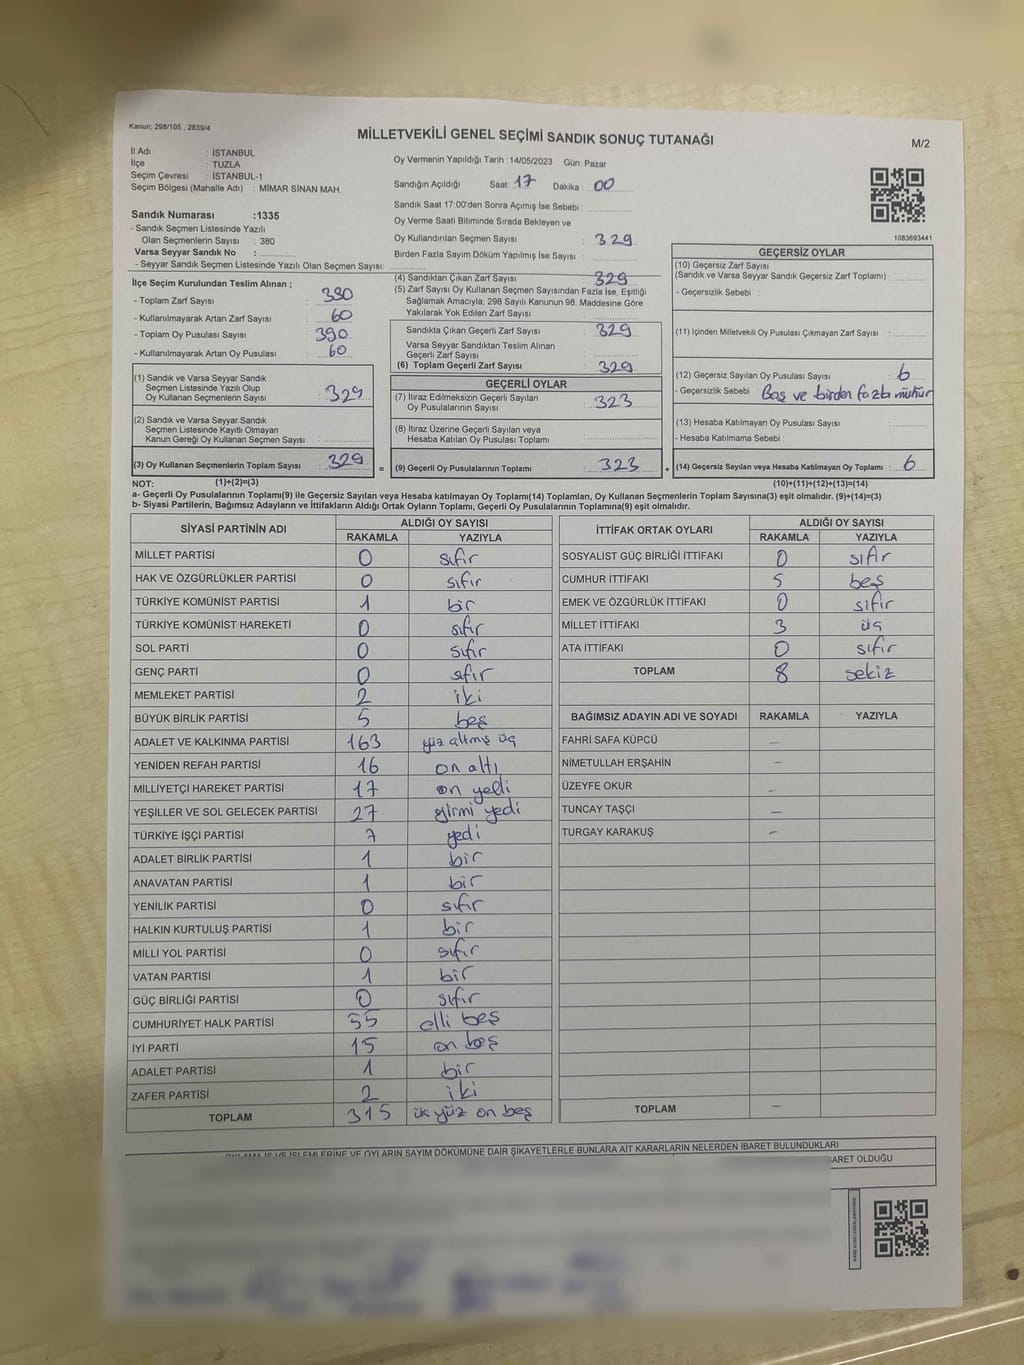 Kanun; 298/105 , 2839/4
MİLLETVEKİLİ GENEL SEÇİMİ SANDIK SONUÇ TUTANAĞI
M/2
İl Adı : İSTANBUL
İlçe : TUZLA
Seçim Çevresi : İSTANBUL-1
Seçim Bölgesi (Mahalle Adı) : MİMAR SİNAN MAH.
Sandık Numarası :1335
- Sandık Seçmen Listesinde Yazılı
Olan Seçmenlerin Sayısı : 380
Varsa Seyyar Sandık No :
- Seyyar Sandık Seçmen Listesinde Yazılı Olan Seçmen Sayısı:
Oy Vermenin Yapıldığı Tarih :14/05/2023 Gün: Pazar
Sandığın Açıldığı Saat: 17 Dakika : 00
Sandık Saat 17:00'den Sonra Açımış İse Sebebi :
Oy Verme Saati Bitiminde Sırada Bekleyen ve
Oy Kullandırılan Seçmen Sayısı : 329
Birden Fazla Sayım Döküm Yapılmış İse Sayısı :
1083693441
İlçe Seçim Kurulundan Teslim Alınan ;
- Toplam Zarf Sayısı : 390
- Kullanılmayarak Artan Zarf Sayısı : 60
- Toplam Oy Pusulası Sayısı : 390
- Kullanılmayarak Artan Oy Pusulası : 60
(1) Sandık ve Varsa Seyyar Sandık
Seçmen Listesinde Yazılı Olup
Oy Kullanan Seçmenlerin Sayısı : 329
(2) Sandık ve Varsa Seyyar Sandık
Seçmen Listesinde Kayıtlı Olmayan
Kanun Gereği Oy Kullanan Seçmen Sayısı :
(3) Oy Kullanan Seçmenlerin Toplam Sayısı : 329 =
(4) Sandıktan Çıkan Zarf Sayısı : 329
(5) Zarf Sayısı Oy Kullanan Seçmen Sayısından Fazla İse, Eşitliği
Sağlamak Amacıyla; 298 Sayılı Kanunun 98. Maddesine Göre
Yakılarak Yok Edilen Zarf Sayısı :
Sandıkta Çıkan Geçerli Zarf Sayısı : 329
Varsa Seyyar Sandıktan Teslim Alınan
Geçerli Zarf Sayısı :
(6) Toplam Geçerli Zarf Sayısı : 329
GEÇERLİ OYLAR
(7) İtiraz Edilmeksizin Geçerli Sayılan
Oy Pusulalarının Sayısı : 323
(8) İtiraz Üzerine Geçerli Sayılan veya
Hesaba Katılan Oy Pusulası Toplamı :
(9) Geçerli Oy Pusulalarının Toplamı : 323 +
GEÇERSİZ OYLAR
(10) Geçersiz Zarf Sayısı
(Sandık ve Varsa Seyyar Sandık Geçersiz Zarf Toplamı) :
- Geçersizlik Sebebi :
(11) İçinden Milletvekili Oy Pusulası Çıkmayan Zarf Sayısı :
(12) Geçersiz Sayılan Oy Pusulası Sayısı : 6
- Geçersizlik Sebebi : Boş ve birden fazla mühür
(13) Hesaba Katılmayan Oy Pusulası Sayısı :
- Hesaba Katılmama Sebebi :
(14) Geçersiz Sayılan veya Hesaba Katılmayan Oy Toplamı : 6
NOT: (1)+(2)=(3) (10)+(11)+(12)+(13)=(14)
a- Geçerli Oy Pusulalarının Toplamı(9) ile Geçersiz Sayılan veya Hesaba katılmayan Oy Toplamı(14) Toplamları, Oy Kullanan Seçmenlerin Toplam Sayısına(3) eşit olmalıdır. (9)+(14)=(3)
b- Siyasi Partilerin, Bağımsız Adayların ve İttifakların Aldığı Ortak Oyların Toplamı, Geçerli Oy Pusulalarının Toplamına(9) eşit olmalıdır.
SİYASİ PARTİNİN ADI ALDIĞI OY SAYISI
RAKAMLA YAZIYLA
MİLLET PARTİSİ 0 sıfır
HAK VE ÖZGÜRLÜKLER PARTİSİ 0 sıfır
TÜRKİYE KOMÜNİST PARTİSİ 1 bir
TÜRKİYE KOMÜNİST HAREKETİ 0 sıfır
SOL PARTİ 0 sıfır
GENÇ PARTİ 0 sıfır
MEMLEKET PARTİSİ 2 iki
BÜYÜK BİRLİK PARTİSİ 5 beş
ADALET VE KALKINMA PARTİSİ 163 yüz altmış üç
YENİDEN REFAH PARTİSİ 16 on altı
MİLLİYETÇİ HAREKET PARTİSİ 17 on yedi
YEŞİLLER VE SOL GELECEK PARTİSİ 27 yirmi yedi
TÜRKİYE İŞÇİ PARTİSİ 7 yedi
ADALET BİRLİK PARTİSİ 1 bir
ANAVATAN PARTİSİ 1 bir
YENİLİK PARTİSİ 0 sıfır
HALKIN KURTULUŞ PARTİSİ 1 bir
MİLLİ YOL PARTİSİ 0 sıfır
VATAN PARTİSİ 1 bir
GÜÇ BİRLİĞİ PARTİSİ 0 sıfır
CUMHURİYET HALK PARTİSİ 55 elli beş
İYİ PARTİ 15 on beş
ADALET PARTİSİ 1 bir
ZAFER PARTİSİ 2 iki
TOPLAM 315 üç yüz on beş
İTTİFAK ORTAK OYLARI ALDIĞI OY SAYISI
RAKAMLA YAZIYLA
SOSYALİST GÜÇ BİRLİĞİ İTTİFAKI 0 sıfır
CUMHUR İTTİFAKI 5 beş
EMEK VE ÖZGÜRLÜK İTTİFAKI 0 sıfır
MİLLET İTTİFAKI 3 üç
ATA İTTİFAKI 0 sıfır
TOPLAM 8 sekiz
BAĞIMSIZ ADAYIN ADI VE SOYADI RAKAMLA YAZIYLA
FAHRİ SAFA KÜPCÜ —
NİMETULLAH ERŞAHİN —
ÜZEYFE OKUR —
TUNCAY TAŞÇI —
TURGAY KARAKUŞ —
TOPLAM —
OYLAMA İŞ VE İŞLEMLERİNE VE OYLARIN SAYIM DÖKÜMÜNE DAİR ŞİKAYETLERLE BUNLARA AİT KARARLARIN NELERDEN İBARET BULUNDUKLARI
OLDUĞU